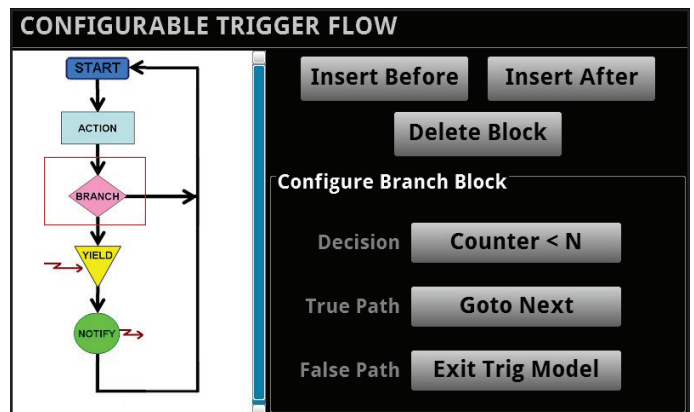 CONFIGURABLE TRIGGER FLOW
START
ACTION
BRANCH
YIELD
NOTIFY
Insert Before
Insert After
Delete Block
Configure Branch Block
Decision
Counter < N
True Path
Goto Next
False Path
Exit Trig Model